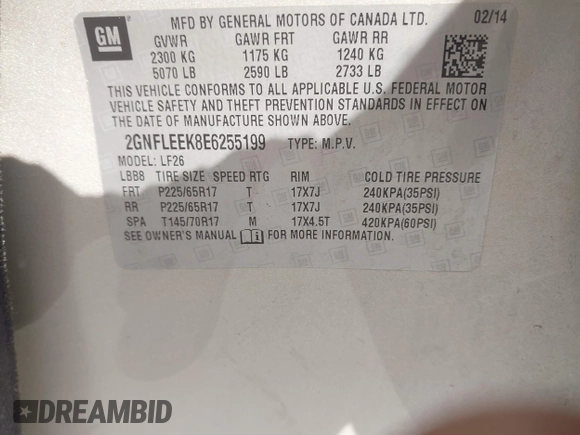 GM
MFD BY GENERAL MOTORS OF CANADA LTD. 02/14
GVWR GAWR FRT GAWR RR
2300 KG 1175 KG 1240 KG
5070 LB 2590 LB 2733 LB
THIS VEHICLE CONFORMS TO ALL APPLICABLE U.S. FEDERAL MOTOR
VEHICLE SAFETY AND THEFT PREVENTION STANDARDS IN EFFECT ON
THE DATE OF MANUFACTURE SHOWN ABOVE.
2GNFLEEK8E6255199 TYPE: M.P.V.
MODEL: LF26
LBB8 TIRE SIZE SPEED RTG RIM COLD TIRE PRESSURE
FRT P225/65R17 T 17X7J 240KPA(35PSI)
RR P225/65R17 T 17X7J 240KPA(35PSI)
SPA T145/70R17 M 17X4.5T 420KPA(60PSI)
SEE OWNER'S MANUAL FOR MORE INFORMATION.
DREAMBID